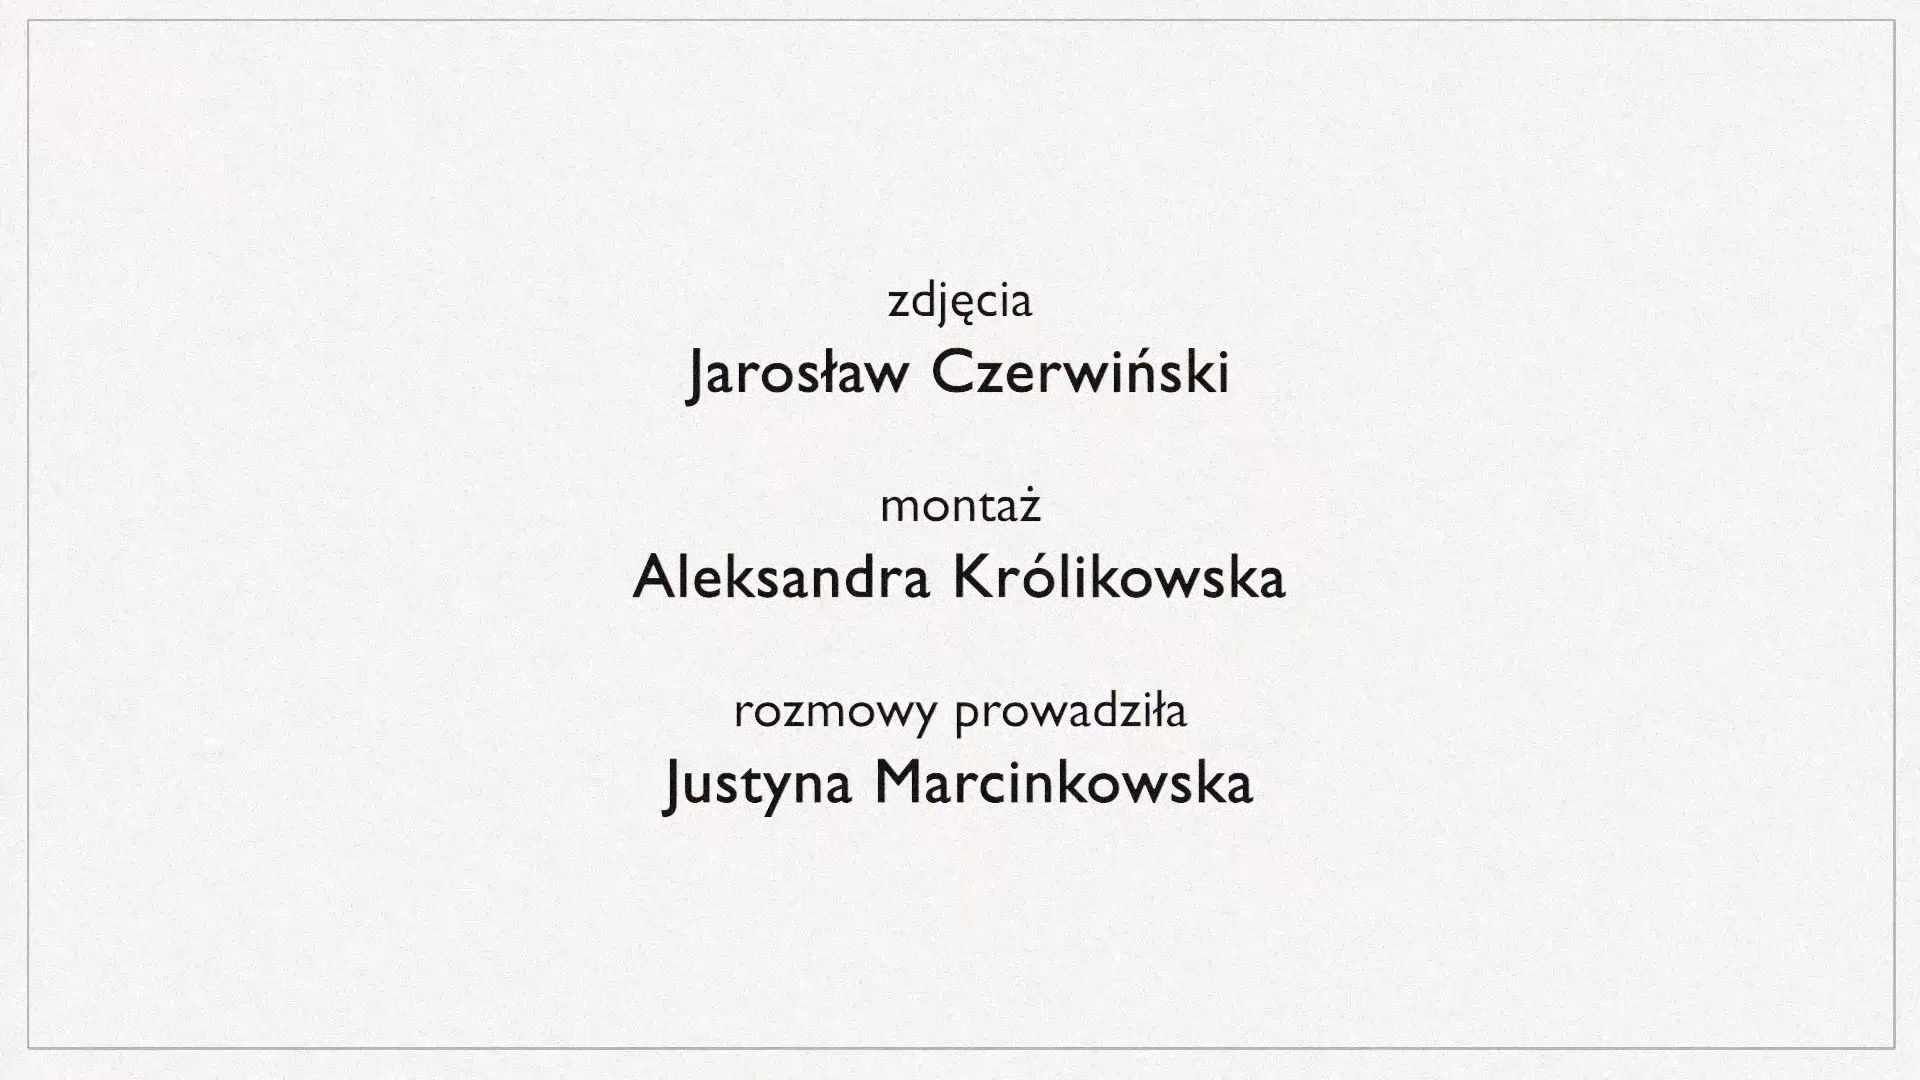 zdjęcia
Jarosław Czerwiński
montaż
Aleksandra Królikowska
rozmowy prowadziła
Justyna Marcinkowska